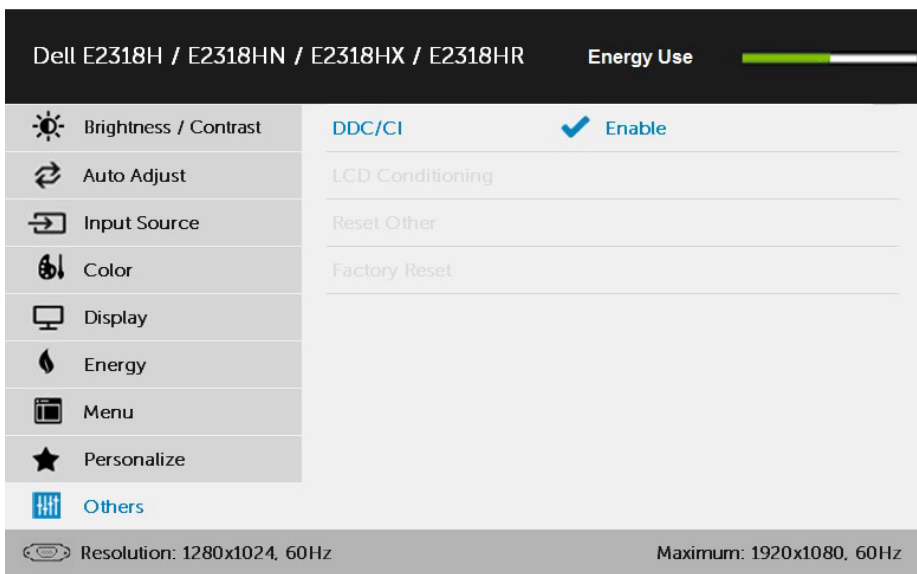 Dell E2318H / E2318HN / E2318HX / E2318HR Energy Use
Brightness / Contrast DDC/CI Enable
Auto Adjust LCD Conditioning
Input Source Reset Other
Color Factory Reset
Display
Energy
Menu
Personalize
Others
Resolution: 1280x1024, 60Hz Maximum: 1920x1080, 60Hz